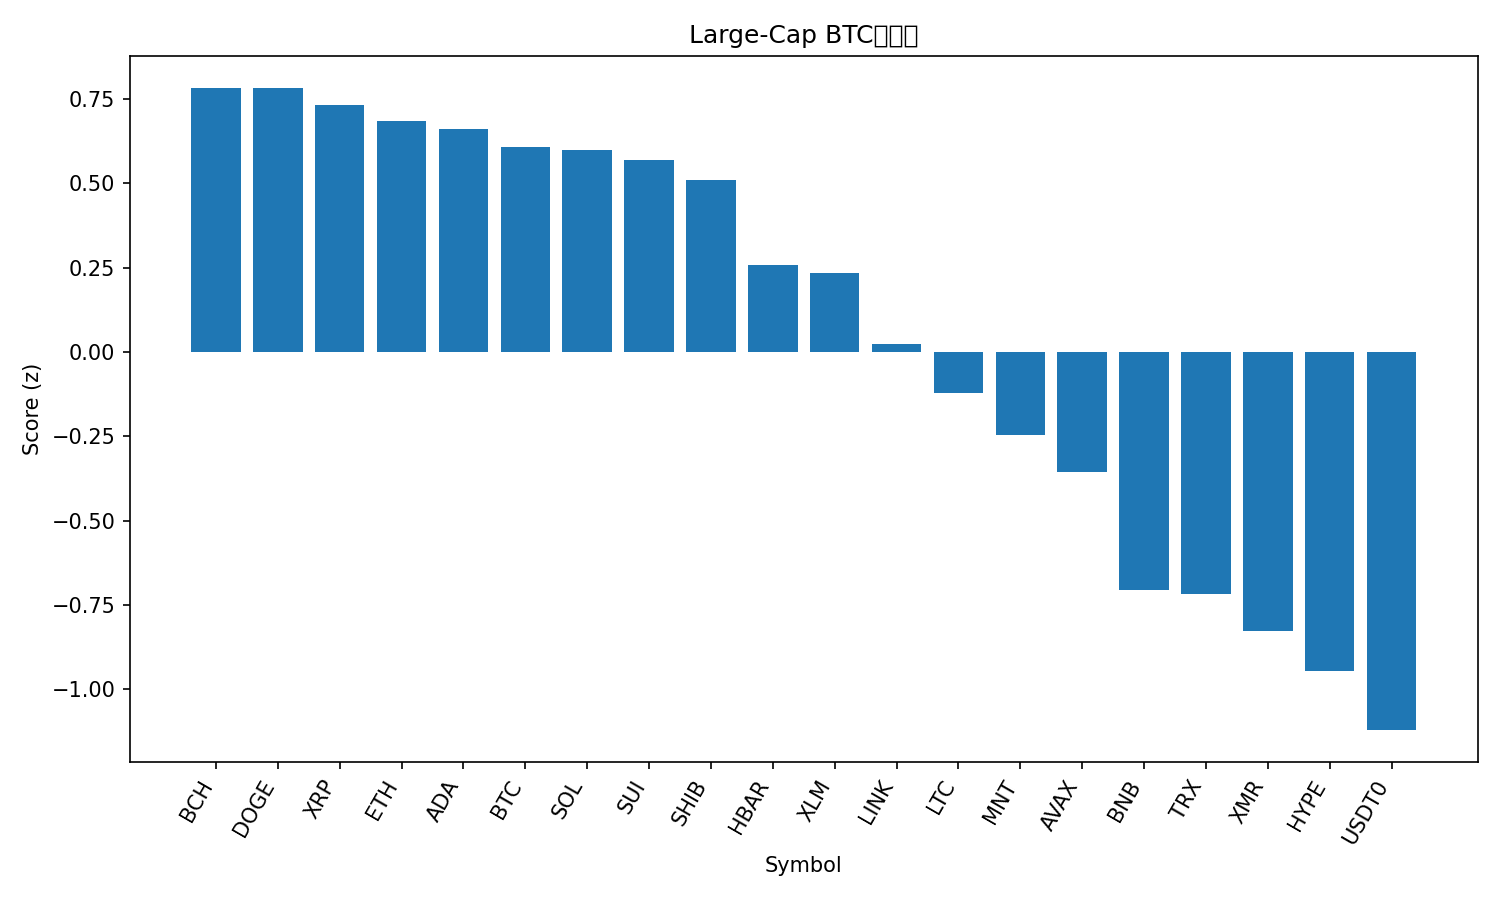 Large-Cap BTC
0.75
0.50
0.25
0.00
−0.25
−0.50
−0.75
−1.00
Score (z)
BCH
DOGE
XRP
ETH
ADA
BTC
SOL
SUI
SHIB
HBAR
XLM
LINK
LTC
MNT
AVAX
BNB
TRX
XMR
HYPE
USDT0
Symbol